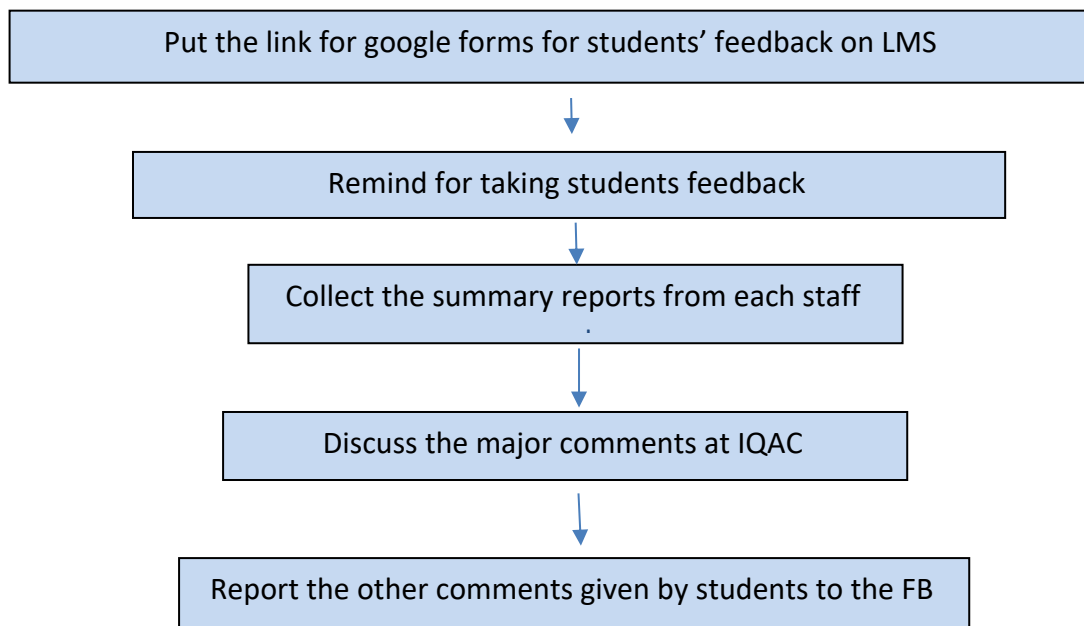 Put the link for google forms for students’ feedback on LMS
Remind for taking students feedback
Collect the summary reports from each staff
.
Discuss the major comments at IQAC
Report the other comments given by students to the FB